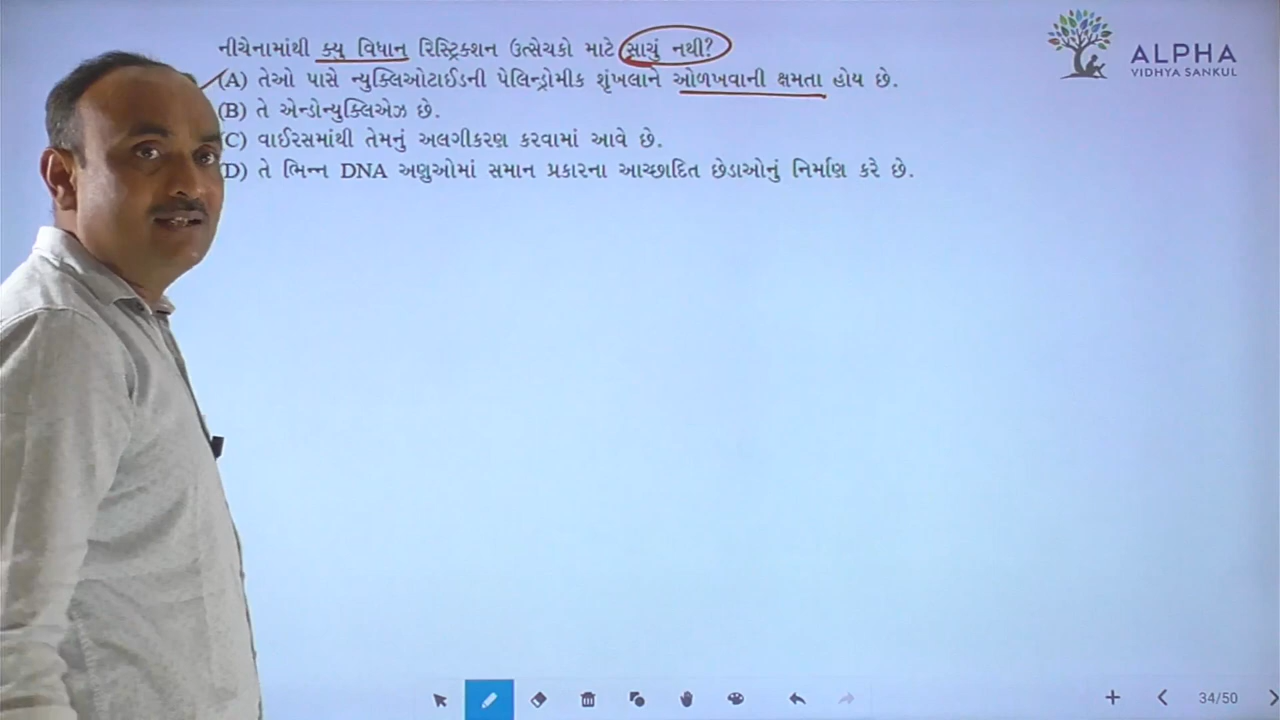 નીચેનામાંથી ક્યુ વિધાન રિસ્ટ્રિક્શન ઉત્સેચકો માટે સાચું નથી?
(A) તેઓ પાસે ન્યુક્લિઓટાઈડની પેલિન્ડ્રોમીક શૃંખલાને ઓળખવાની ક્ષમતા હોય છે.
(B) તે એન્ડોન્યુક્લિએઝ છે.
(C) વાઈરસમાંથી તેમનું અલગીકરણ કરવામાં આવે છે.
(D) તે ભિન્ન DNA અણુઓમાં સમાન પ્રકારના આચ્છાદિત છેડાઓનું નિર્માણ કરે છે.
ALPHA
VIDHYA SANKUL
34/50